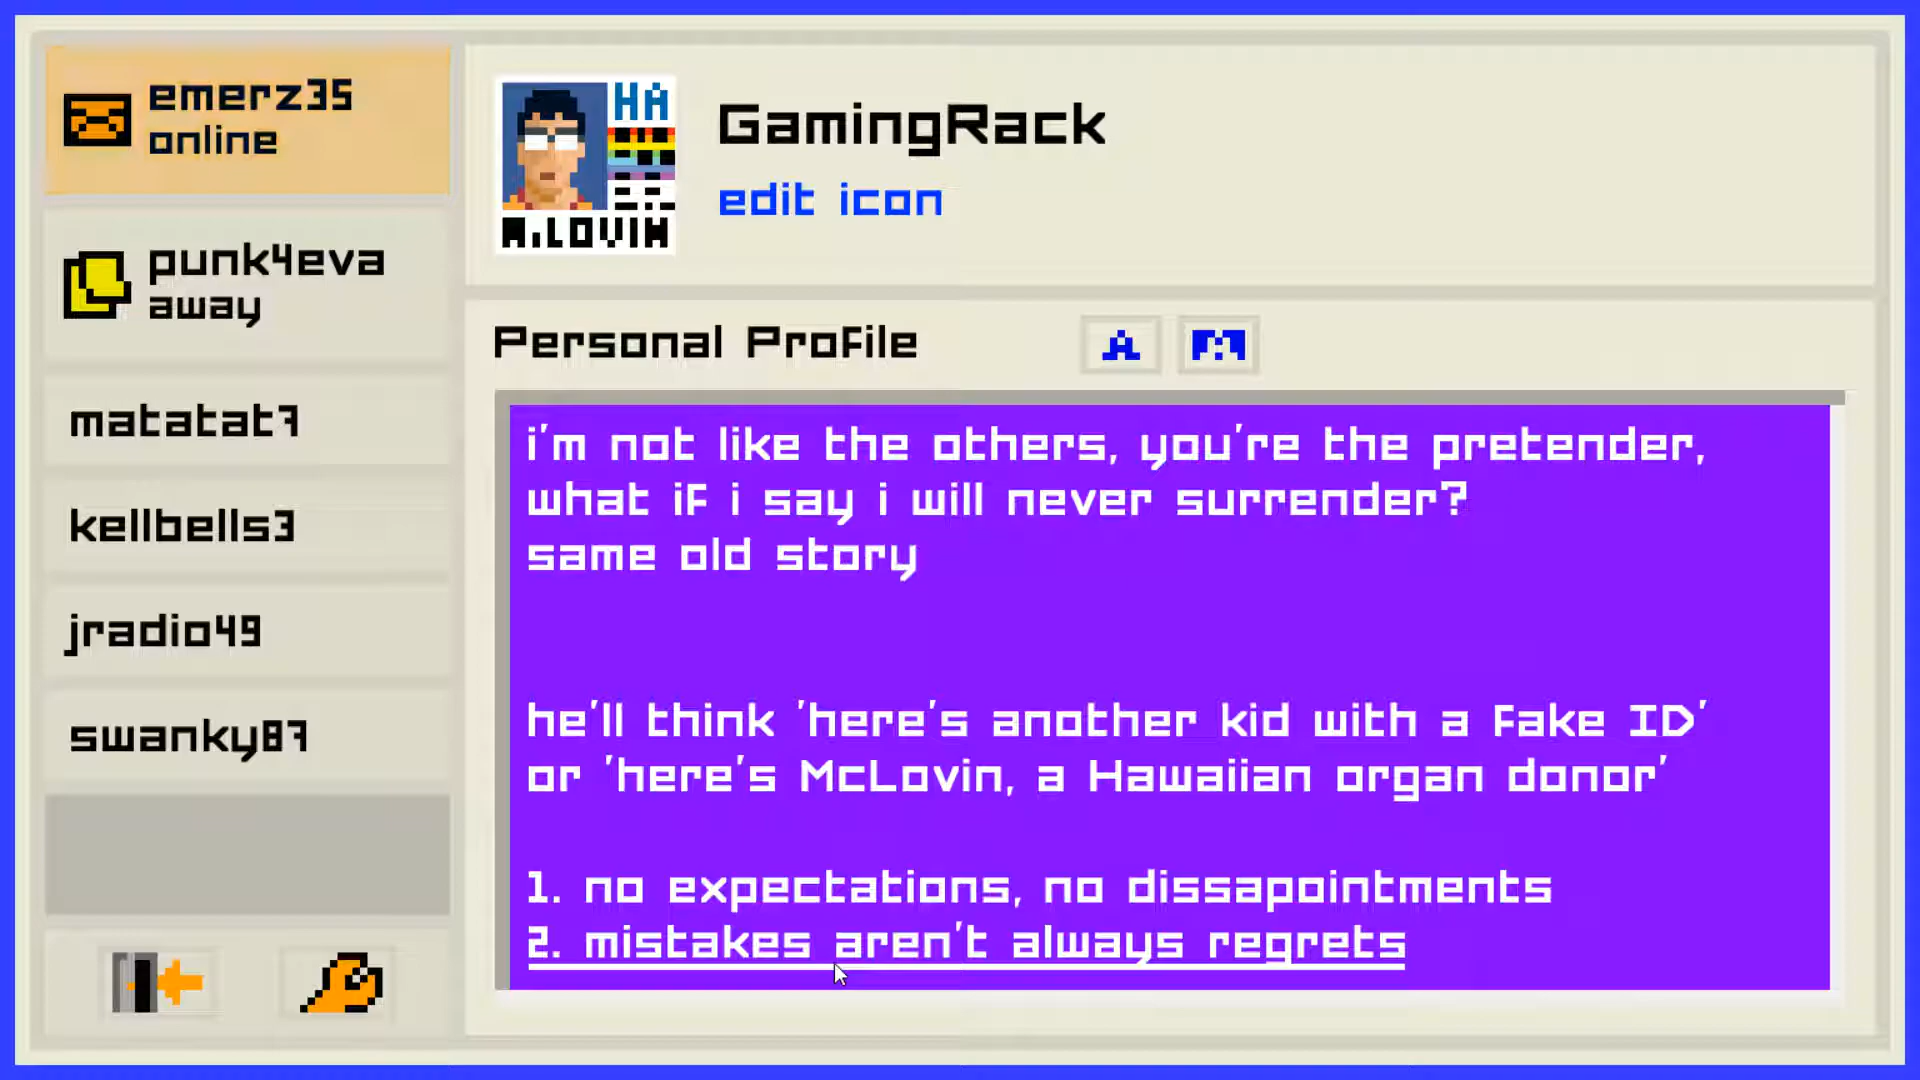 emerz35
online
punk4eva
away
matatat7
kellbells3
jradio49
swanky87
HA
M.LOVIN
GamingRack
edit icon
Personal Profile
A
i'm not like the others, you're the pretender,
what if i say i will never surrender?
same old story
he'll think 'here's another kid with a fake ID'
or 'here's McLovin, a Hawaiian organ donor'
1. no expectations, no dissapointments
2. mistakes aren't always regrets